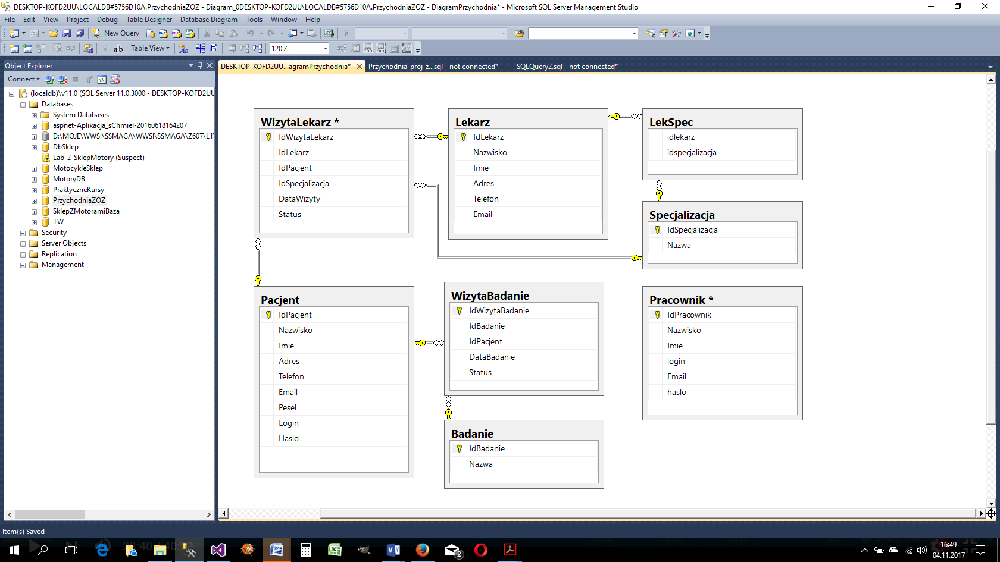 DESKTOP-KOFD2UU\LOCALDB#5756D10A.PrzychodniaZOZ - Diagram_0DESKTOP-KOFD2UU\LOCALDB#5756D10A.PrzychodniaZOZ - DiagramPrzychodnia* - Microsoft SQL Server Management Studio
File Edit View Project Debug Table Designer Database Diagram Tools Window Help
New Query
Table View 120%
Object Explorer
DESKTOP-KOFD2UU...agramPrzychodnia* Przychodnia_proj_z...sql - not connected* SQLQuery2.sql - not connected*
Connect
(localdb)\v11.0 (SQL Server 11.0.3000 - DESKTOP-KOFD2UU
Databases
System Databases
aspnet-Aplikacja_sChmiel-20160618164207
D:\MOJE\WWSI\SSMAGA\WWSI\SSMAGA\Z607\L1
DbSklep
Lab_2_SklepMotory (Suspect)
MotocykleSklep
MotoryDB
PraktyczneKursy
PrzychodniaZOZ
SklepZMotoramiBaza
TW
Security
Server Objects
Replication
Management
WizytaLekarz *
IdWizytaLekarz
IdLekarz
IdPacjent
IdSpecjalizacja
DataWizyty
Status
Lekarz
IdLekarz
Nazwisko
Imie
Adres
Telefon
Email
LekSpec
idlekarz
idspecjalizacja
Specjalizacja
IdSpecjalizacja
Nazwa
Pacjent
IdPacjent
Nazwisko
Imie
Adres
Telefon
Email
Pesel
Login
Haslo
WizytaBadanie
IdWizytaBadanie
IdBadanie
IdPacjent
DataBadanie
Status
Badanie
IdBadanie
Nazwa
Pracownik *
IdPracownik
Nazwisko
Imie
login
Email
haslo
Item(s) Saved
2
16:49
04.11.2017